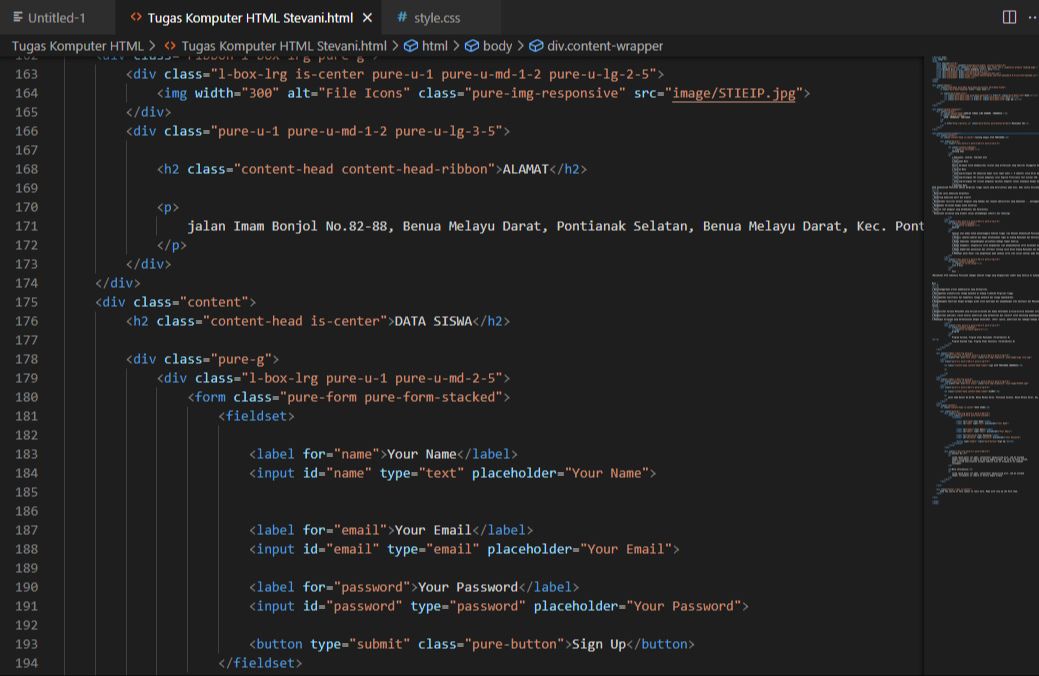 Untitled-1
Tugas Komputer HTML Stevani.html
# style.css
Tugas Komputer HTML > Tugas Komputer HTML Stevani.html > html > body > div.content-wrapper
163 <div class="l-box-lrg is-center pure-u-1 pure-u-md-1-2 pure-u-lg-2-5">
164 <img width="300" alt="File Icons" class="pure-img-responsive" src="image/STIEIP.jpg">
165 </div>
166 <div class="pure-u-1 pure-u-md-1-2 pure-u-lg-3-5">
167
168 <h2 class="content-head content-head-ribbon">ALAMAT</h2>
169
170 <p>
171 jalan Imam Bonjol No.82-88, Benua Melayu Darat, Pontianak Selatan, Benua Melayu Darat, Kec. Pont
172 </p>
173 </div>
174 </div>
175 <div class="content">
176 <h2 class="content-head is-center">DATA SISWA</h2>
177
178 <div class="pure-g">
179 <div class="l-box-lrg pure-u-1 pure-u-md-2-5">
180 <form class="pure-form pure-form-stacked">
181 <fieldset>
182
183 <label for="name">Your Name</label>
184 <input id="name" type="text" placeholder="Your Name">
185
186
187 <label for="email">Your Email</label>
188 <input id="email" type="email" placeholder="Your Email">
189
190 <label for="password">Your Password</label>
191 <input id="password" type="password" placeholder="Your Password">
192
193 <button type="submit" class="pure-button">Sign Up</button>
194 </fieldset>